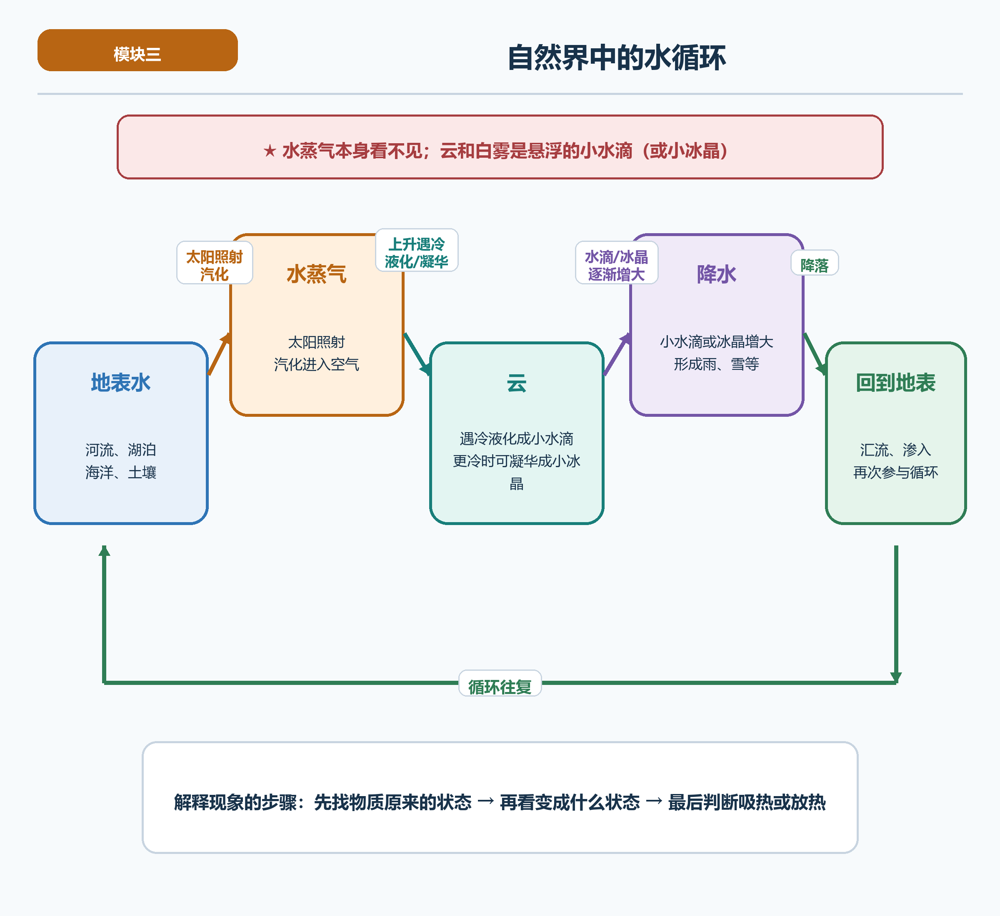 模块三
自然界中的水循环
★ 水蒸气本身看不见；云和白雾是悬浮的小水滴（或小冰晶）
太阳照射
汽化
水蒸气
太阳照射
汽化进入空气
上升遇冷
液化/凝华
水滴/冰晶
逐渐增大
降水
小水滴或冰晶增大
形成雨、雪等
降落
地表水
河流、湖泊
海洋、土壤
云
遇冷液化成小水滴
更冷时可凝华成小冰
晶
回到地表
汇流、渗入
再次参与循环
循环往复
解释现象的步骤：先找物质原来的状态 → 再看变成什么状态 → 最后判断吸热或放热